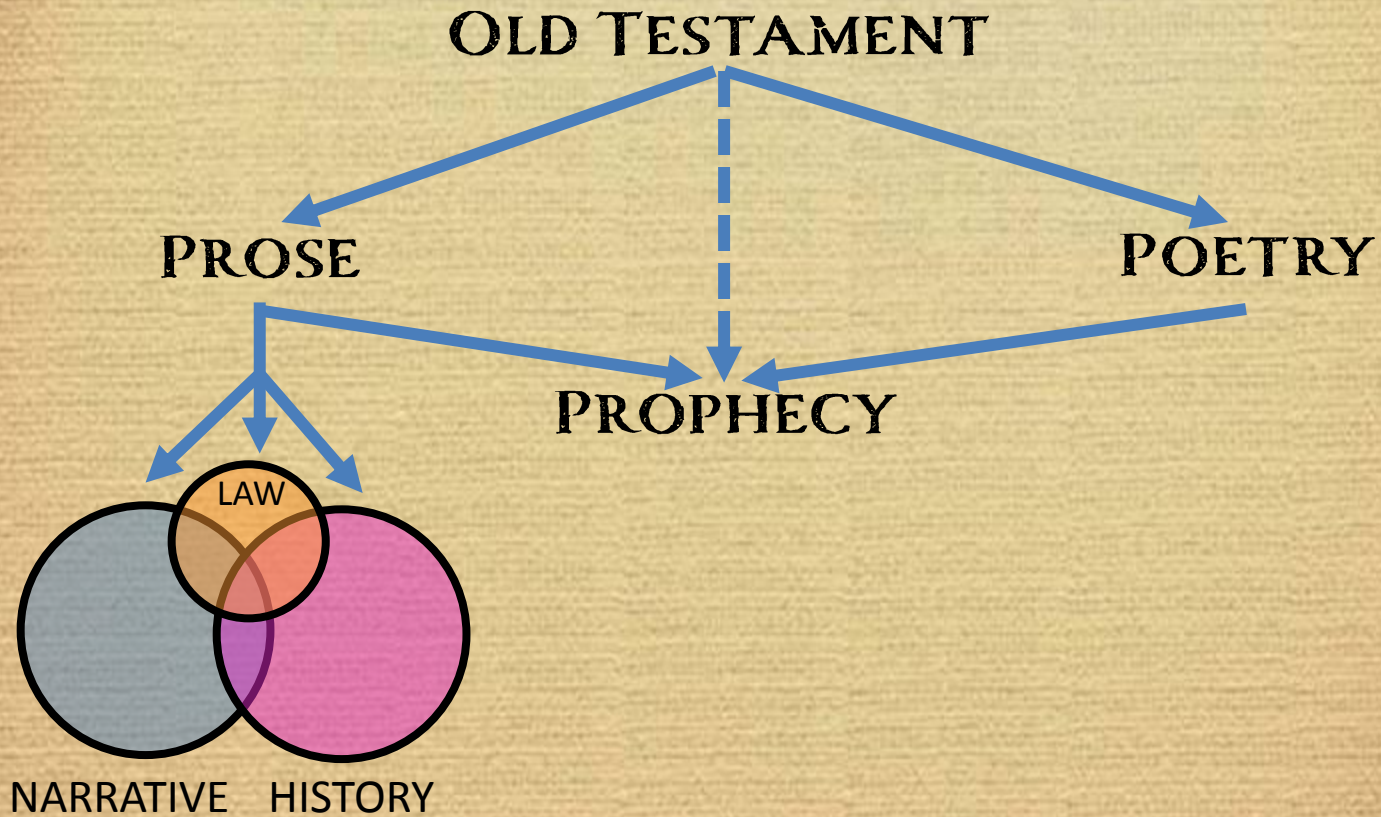 OLD TESTAMENT
PROSE
POETRY
PROPHECY
LAW
NARRATIVE HISTORY